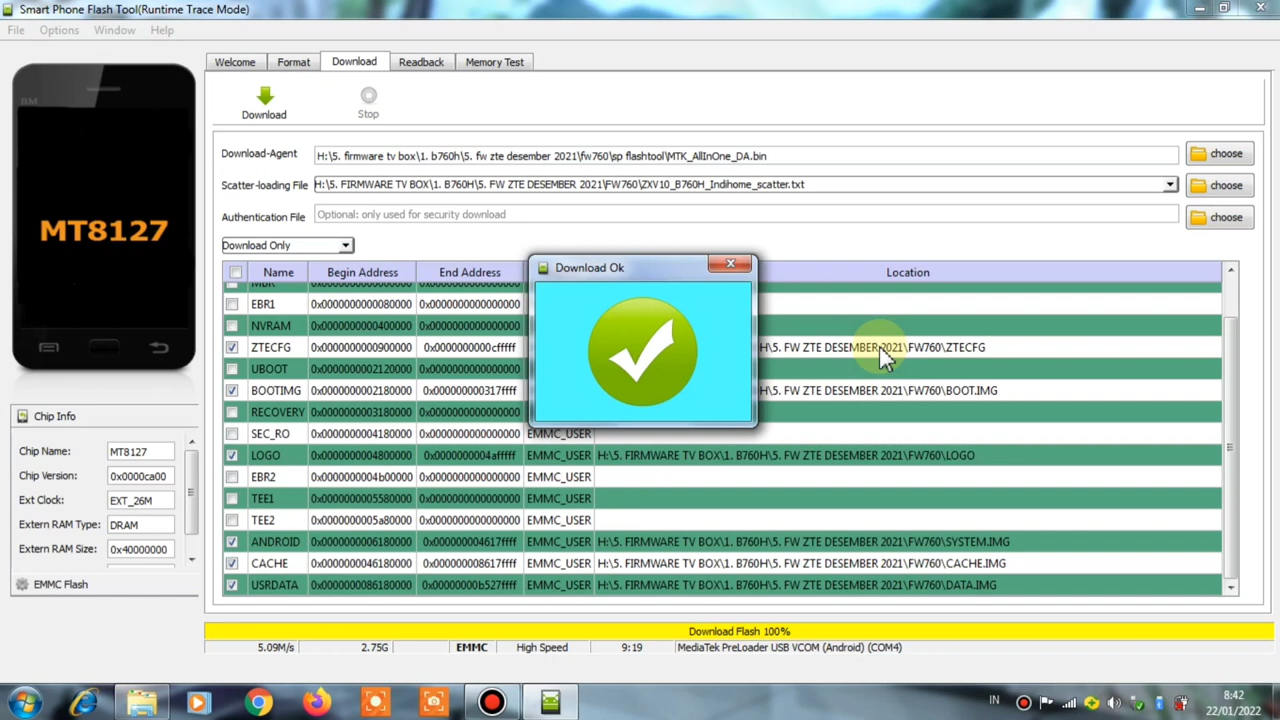 Smart Phone Flash Tool(Runtime Trace Mode)
File Options Window Help
BM
MT8127
Welcome Format Download Readback Memory Test
Download Stop
Download-Agent H:\5. firmware tv box\1. b760h\5. fw zte desember 2021\fw760\sp flashtool\MTK_AllInOne_DA.bin choose
Scatter-loading File H:\5. FIRMWARE TV BOX\1. B760H\5. FW ZTE DESEMBER 2021\FW760\ZXV10_B760H_Indihome_scatter.txt choose
Authentication File Optional: only used for security download choose
Download Only
Download Ok
Name Begin Address End Address Location
MBR
EBR1 0x0000000000080000 0x0000000000000000
NVRAM 0x0000000000400000 0x0000000000000000
ZTECFG 0x0000000000900000 0x0000000000cfffff H:\5. FW ZTE DESEMBER 2021\FW760\ZTECFG
UBOOT 0x0000000002120000 0x0000000000000000
BOOTIMG 0x0000000002180000 0x000000000317ffff H:\5. FW ZTE DESEMBER 2021\FW760\BOOT.IMG
RECOVERY 0x0000000003180000 0x0000000000000000
SEC_RO 0x0000000004180000 0x0000000000000000 EMMC_USER
LOGO 0x0000000004800000 0x0000000004afffff EMMC_USER H:\5. FIRMWARE TV BOX\1. B760H\5. FW ZTE DESEMBER 2021\FW760\LOGO
EBR2 0x0000000004b00000 0x0000000000000000 EMMC_USER
TEE1 0x0000000005580000 0x0000000000000000 EMMC_USER
TEE2 0x0000000005a80000 0x0000000000000000 EMMC_USER
ANDROID 0x0000000006180000 0x000000004617ffff EMMC_USER H:\5. FIRMWARE TV BOX\1. B760H\5. FW ZTE DESEMBER 2021\FW760\SYSTEM.IMG
CACHE 0x0000000046180000 0x000000008617ffff EMMC_USER H:\5. FIRMWARE TV BOX\1. B760H\5. FW ZTE DESEMBER 2021\FW760\CACHE.IMG
USRDATA 0x0000000086180000 0x00000000b527ffff EMMC_USER H:\5. FIRMWARE TV BOX\1. B760H\5. FW ZTE DESEMBER 2021\FW760\DATA.IMG
Chip Info
Chip Name: MT8127
Chip Version: 0x0000ca00
Ext Clock: EXT_26M
Extern RAM Type: DRAM
Extern RAM Size: 0x40000000
EMMC Flash
Download Flash 100%
5.09M/s 2.75G EMMC High Speed 9:19 MediaTek PreLoader USB VCOM (Android) (COM4)
IN
8:42
22/01/2022